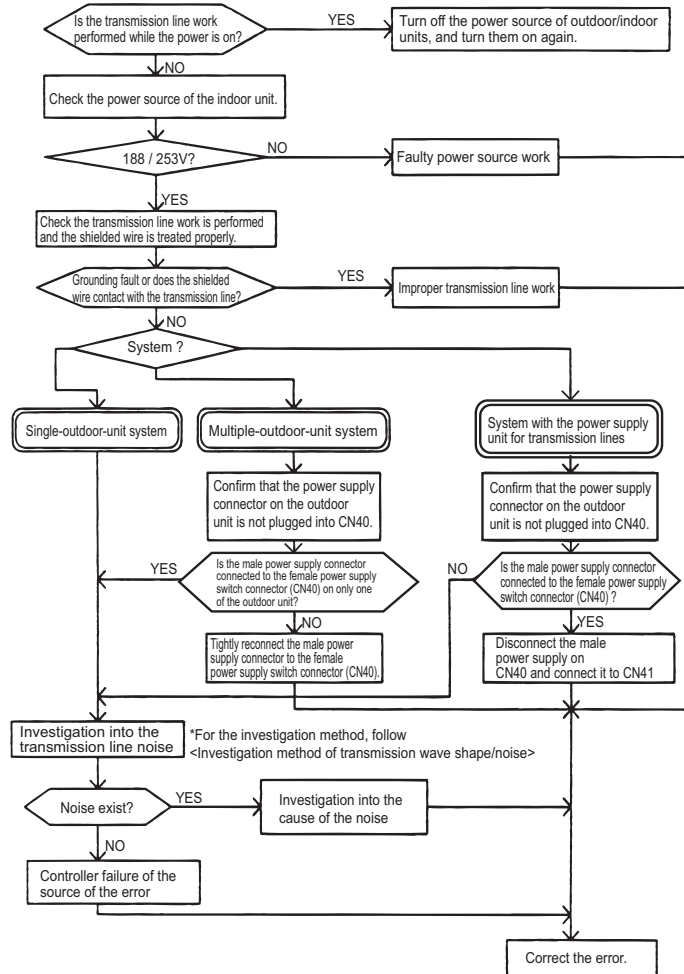 Is the transmission line work
performed while the power is on?
YES
Turn off the power source of outdoor/indoor
units, and turn them on again.
NO
Check the power source of the indoor unit.
188 / 253V?
NO
Faulty power source work
YES
Check the transmission line work is performed
and the shielded wire is treated properly.
Grounding fault or does the shielded
wire contact with the transmission line?
YES
Improper transmission line work
NO
System ?
Single-outdoor-unit system
Multiple-outdoor-unit system
System with the power supply
unit for transmission lines
Confirm that the power supply
connector on the outdoor
unit is not plugged into CN40.
Confirm that the power supply
connector on the outdoor
unit is not plugged into CN40.
YES
Is the male power supply connector
connected to the female power supply
switch connector (CN40) on only one
of the outdoor unit?
NO
Is the male power supply connector
connected to the female power supply
switch connector (CN40) ?
NO
YES
Tightly reconnect the male power
supply connector to the female
power supply switch connector (CN40).
Disconnect the male
power supply on
CN40 and connect it to CN41
Investigation into the
transmission line noise
*For the investigation method, follow
<Investigation method of transmission wave shape/noise>
Noise exist?
YES
Investigation into the
cause of the noise
NO
Controller failure of the
source of the error
Correct the error.